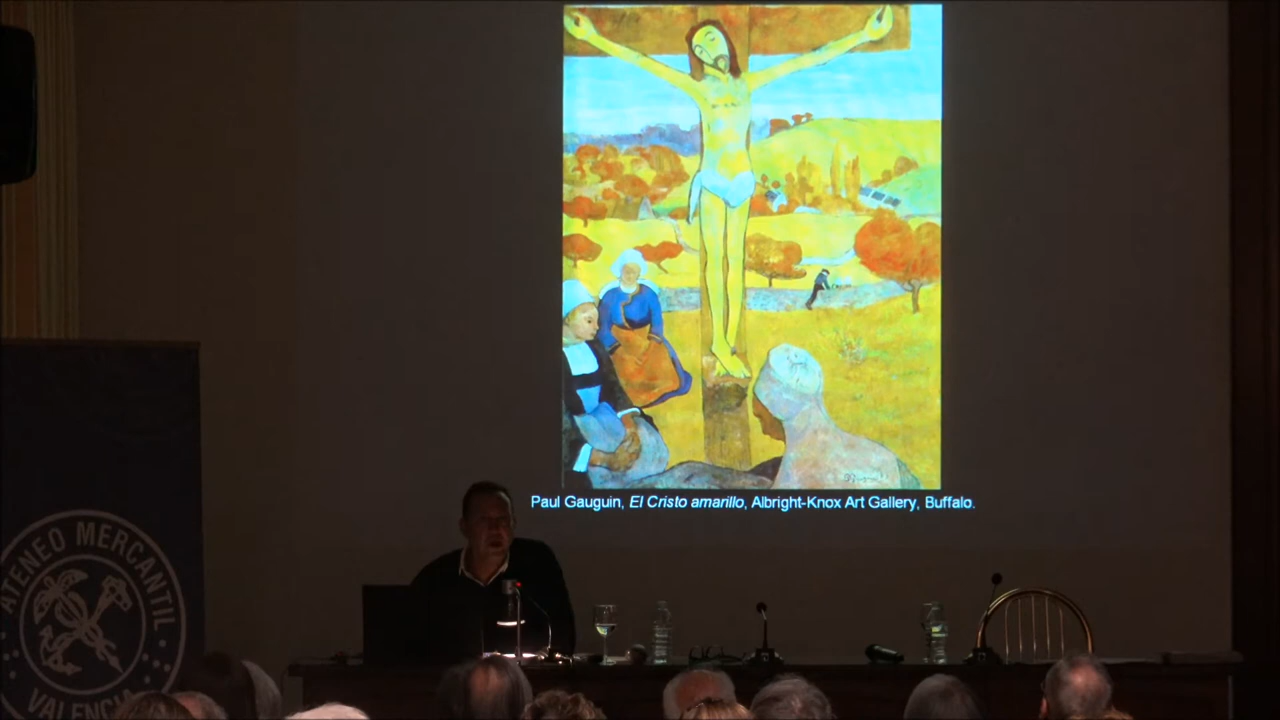 Paul Gauguin, El Cristo amarillo, Albright-Knox Art Gallery, Buffalo.
ATENEO MERCANTIL
VALENCIA